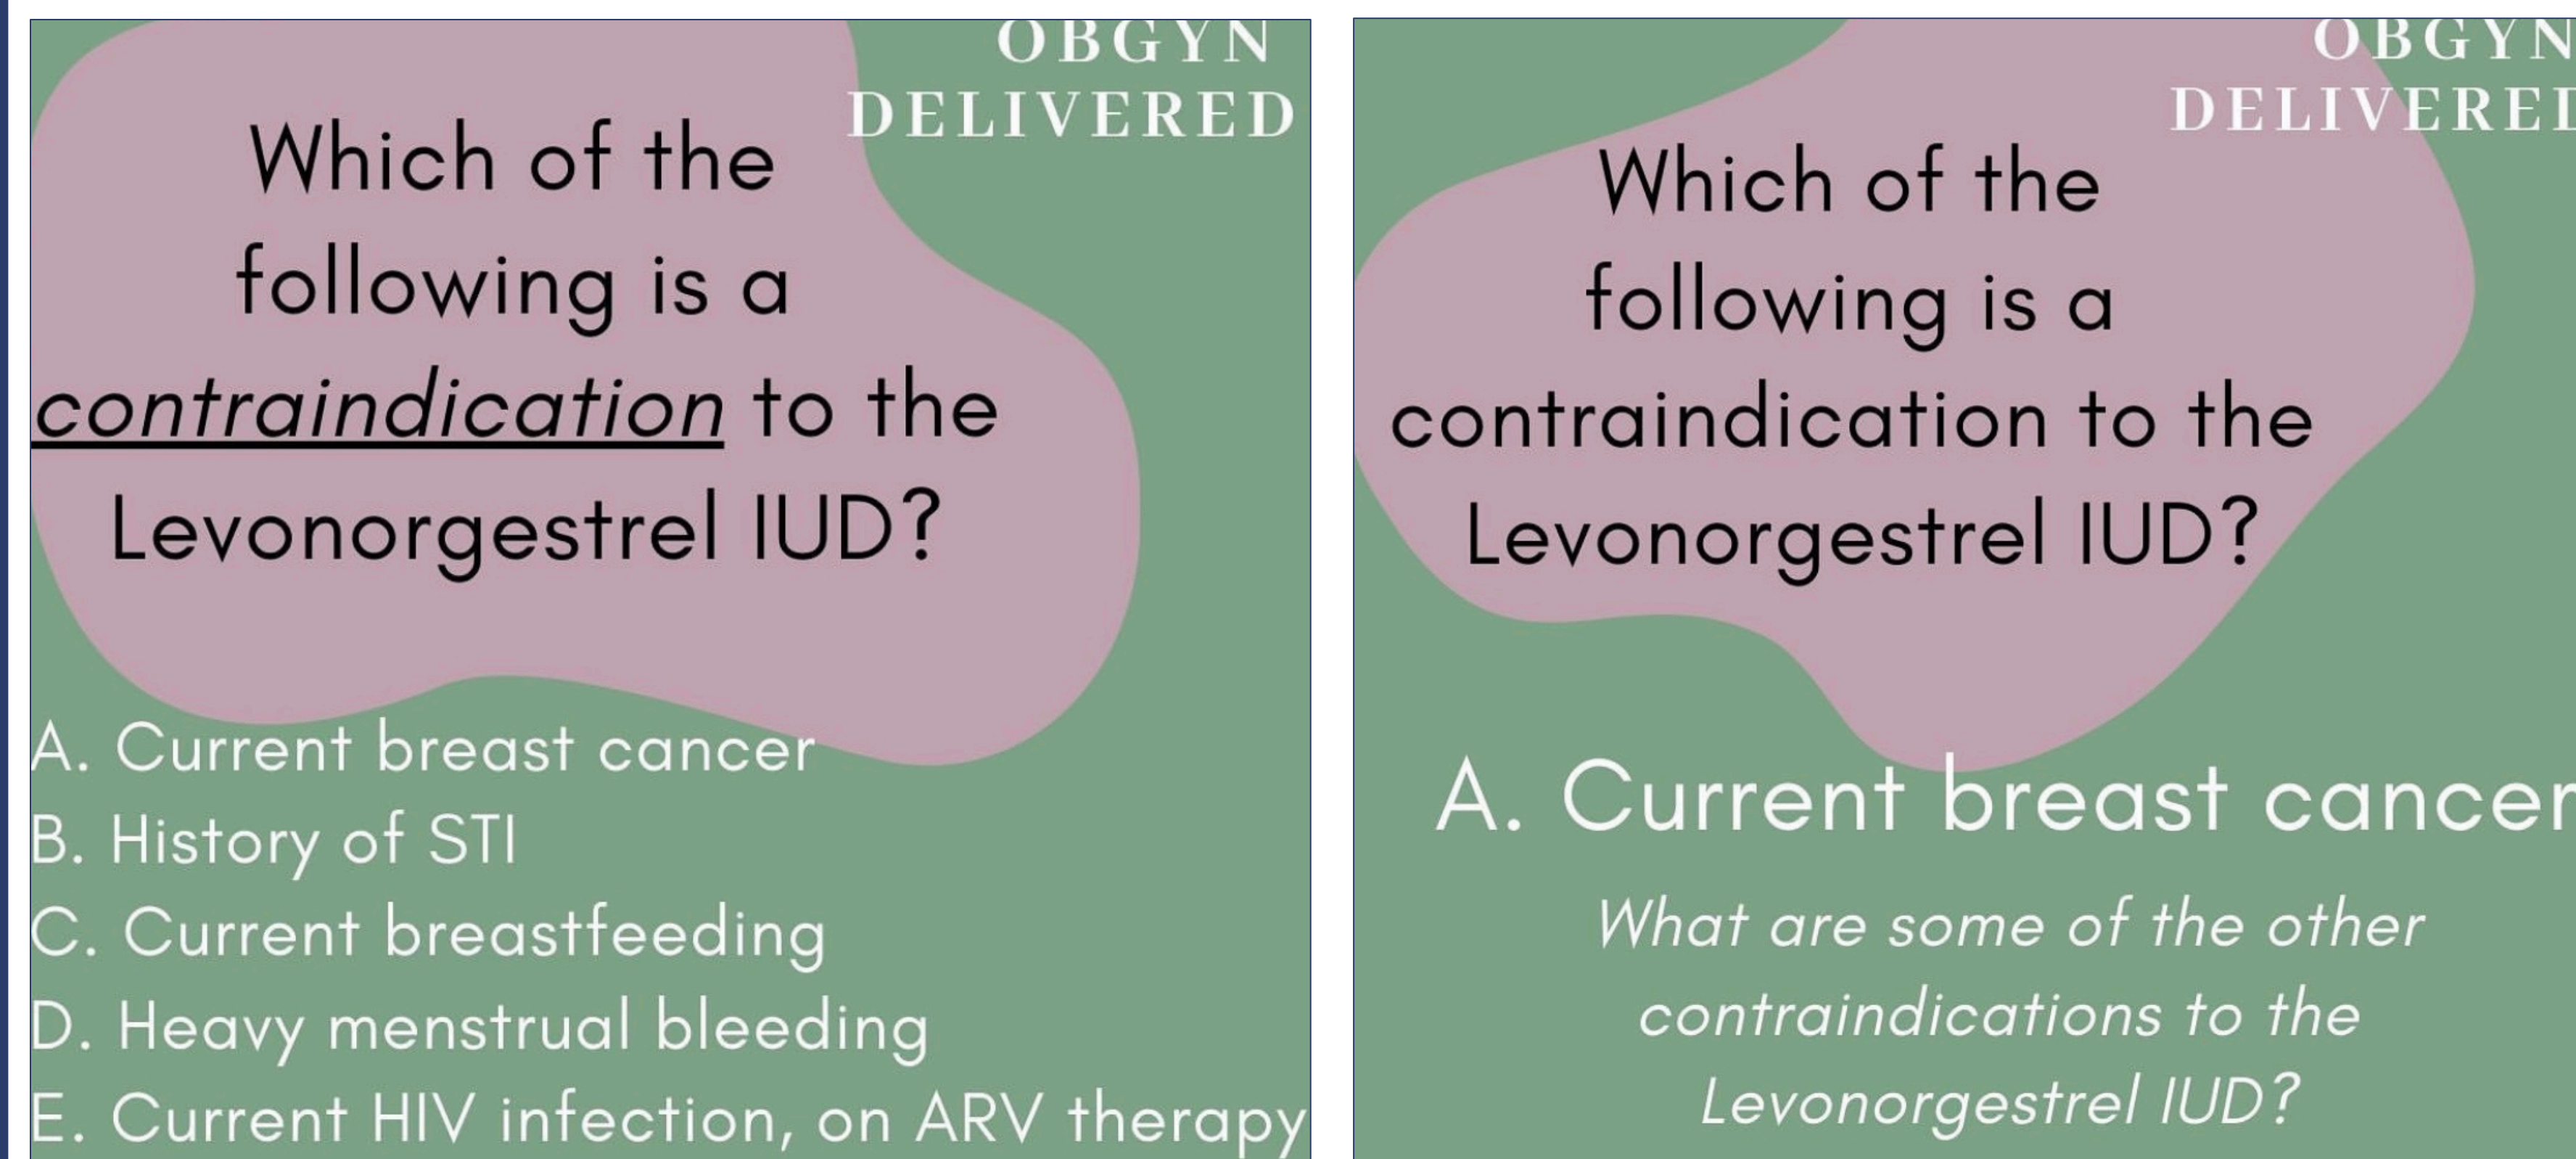 OBGYN
DELIVERED
Which of the
following is a
contraindication to the
Levonorgestrel IUD?
A. Current breast cancer
B. History of STI
C. Current breastfeeding
D. Heavy menstrual bleeding
E. Current HIV infection, on ARV therapy
OBGYN
DELIVERED
Which of the
following is a
contraindication to the
Levonorgestrel IUD?
A. Current breast cancer
What are some of the other
contraindications to the
Levonorgestrel IUD?